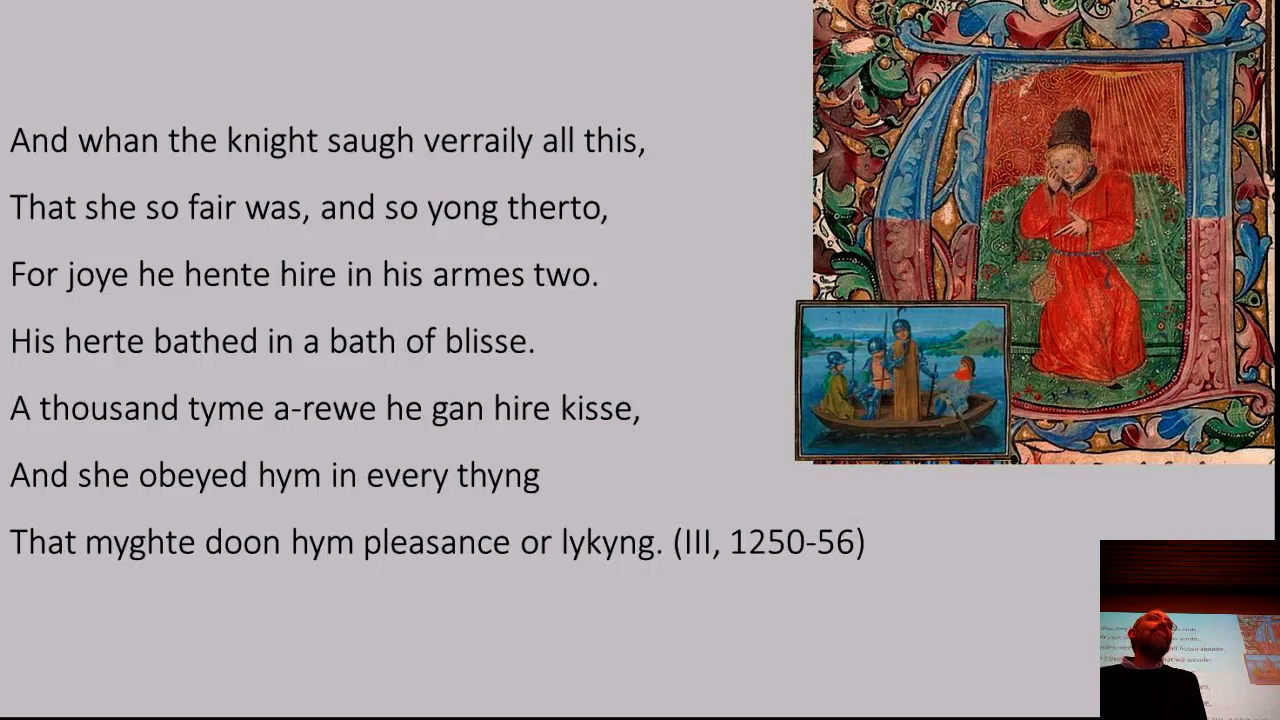 And whan the knight saugh verraily all this,
That she so fair was, and so yong therto,
For joye he hente hire in his armes two.
His herte bathed in a bath of blisse.
A thousand tyme a-rewe he gan hire kisse,
And she obeyed hym in every thyng
That myghte doon hym pleasance or lykyng. (III, 1250-56)